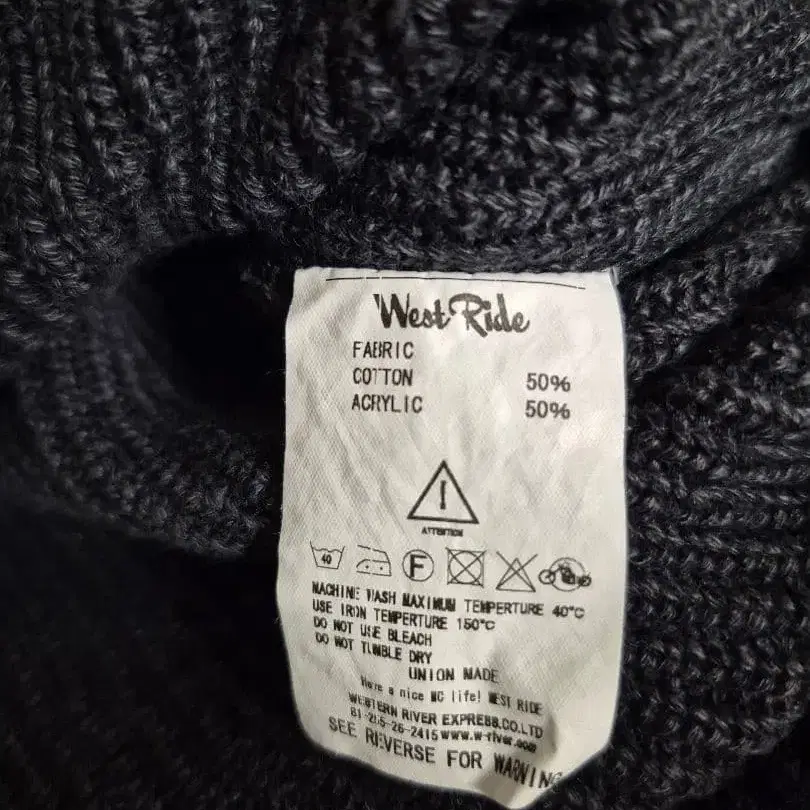 West Ride
FABRIC
COTTON 50%
ACRYLIC 50%
ATTENTION
40 F
MACHINE WASH MAXIMUM TEMPERTURE 40°C
USE IRON TEMPERTURE 150°C
DO NOT USE BLEACH
DO NOT TUMBLE DRY
UNION MADE
Have a nice MC life! WEST RIDE
WESTERN RIVER EXPRESS.CO.LTD
81-265-26-2415 www.w-river.com
SEE REVERSE FOR WARNING